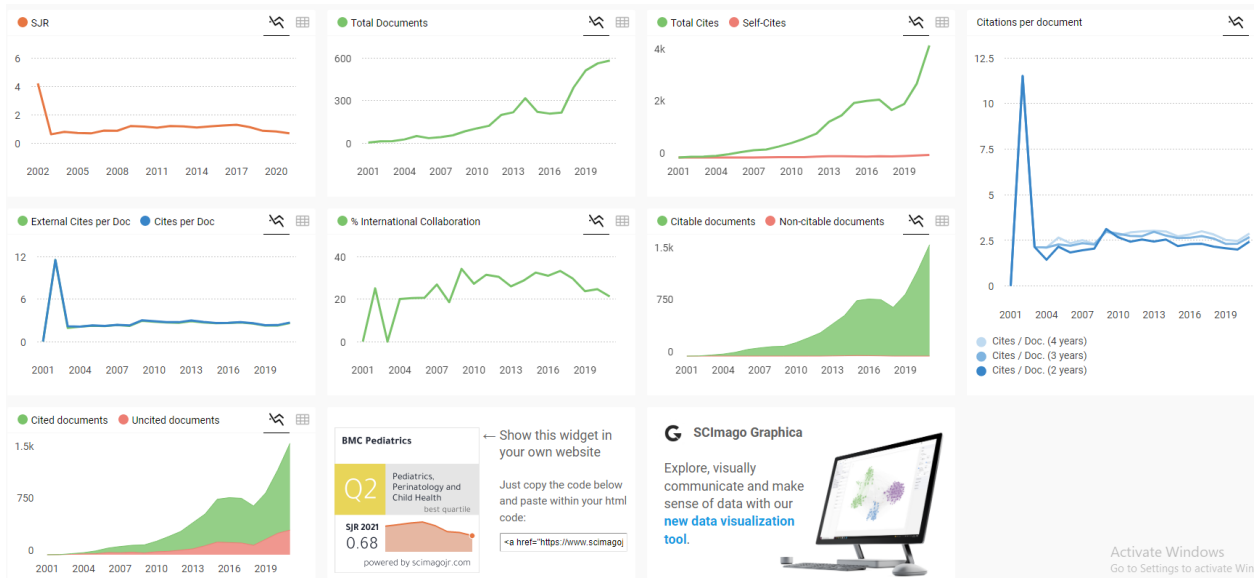 SJR
6
4
2
0
2002 2005 2008 2011 2014 2017 2020
Total Documents
600
300
0
2001 2004 2007 2010 2013 2016 2019
Total Cites Self-Cites
4k
2k
0
2001 2004 2007 2010 2013 2016 2019
Citations per document
12.5
10
7.5
5
2.5
0
2001 2004 2007 2010 2013 2016 2019
Cites / Doc. (4 years)
Cites / Doc. (3 years)
Cites / Doc. (2 years)
External Cites per Doc Cites per Doc
12
6
0
2001 2004 2007 2010 2013 2016 2019
% International Collaboration
40
20
0
2001 2004 2007 2010 2013 2016 2019
Citable documents Non-citable documents
1.5k
750
0
2001 2004 2007 2010 2013 2016 2019
Cited documents Uncited documents
1.5k
750
0
2001 2004 2007 2010 2013 2016 2019
BMC Pediatrics
Q2
Pediatrics,
Perinatology and
Child Health
best quartile
SJR 2021
0.68
powered by scimagojr.com
← Show this widget in
your own website
Just copy the code below
and paste within your html
code:
<a href="https://www.scimagoj
SCImago Graphica
Explore, visually
communicate and make
sense of data with our
new data visualization
tool.
Activate Windows
Go to Settings to activate Win